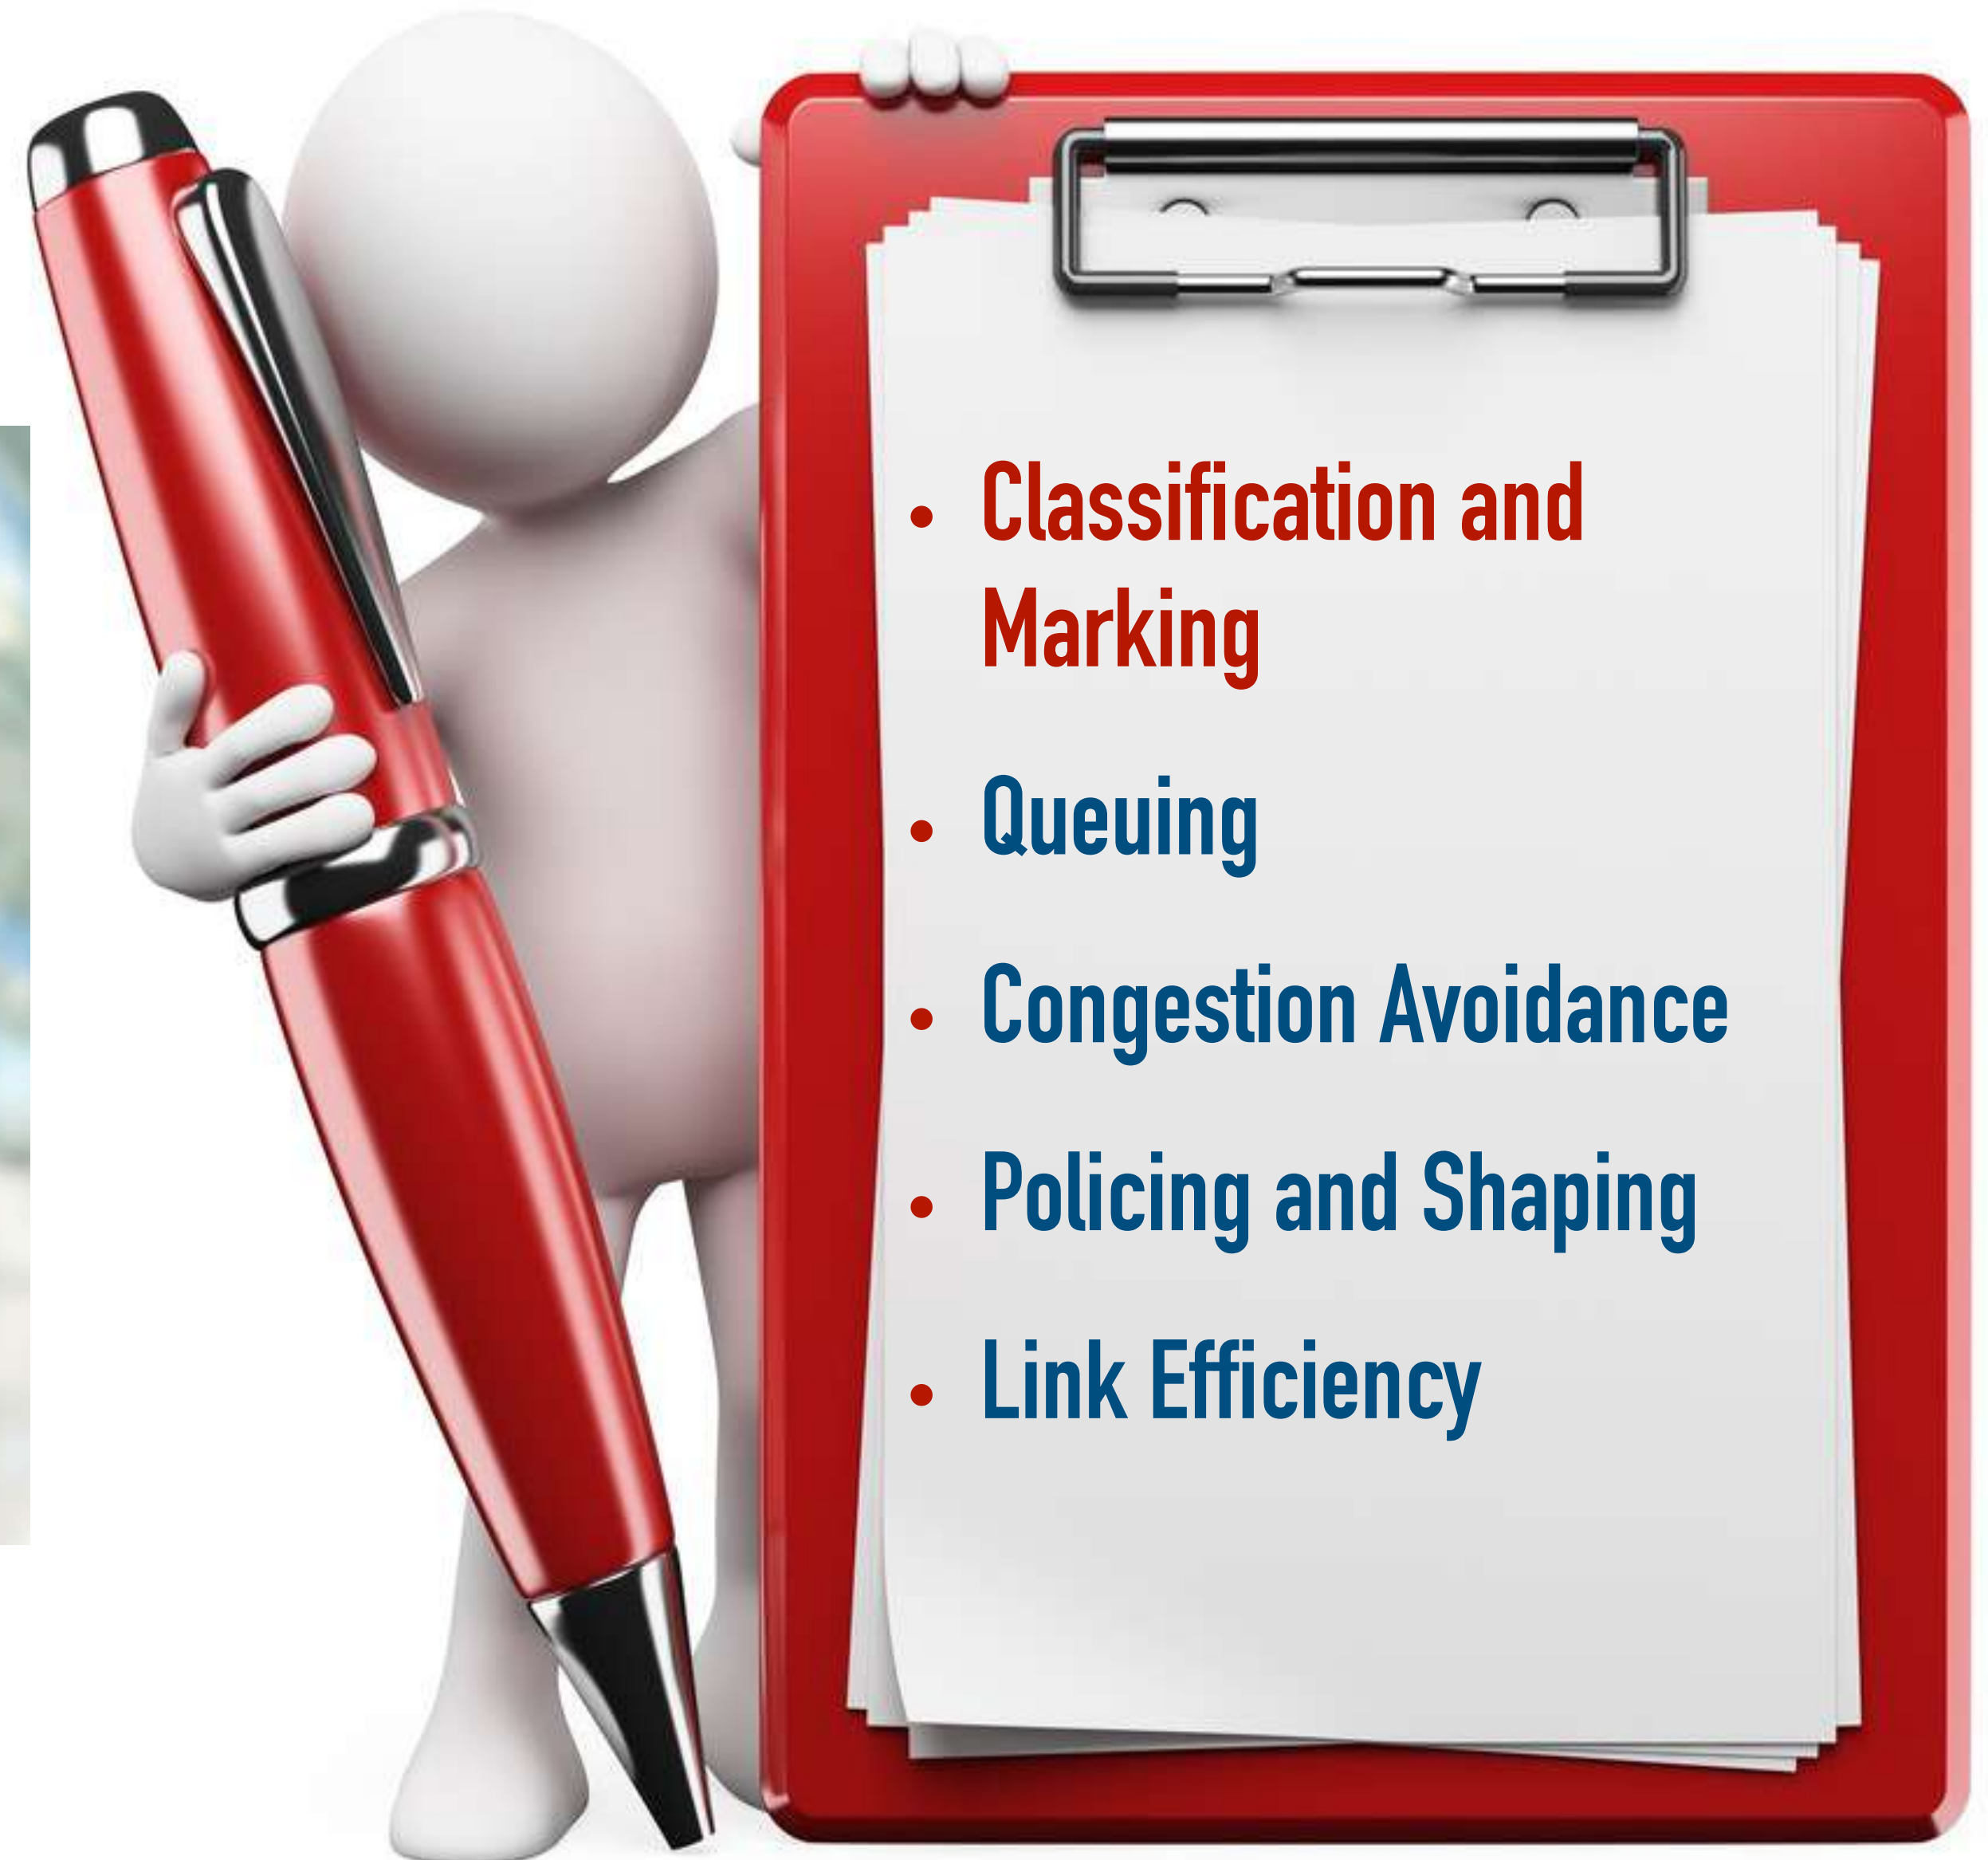 • Classification and
Marking
• Queuing
• Congestion Avoidance
• Policing and Shaping
• Link Efficiency